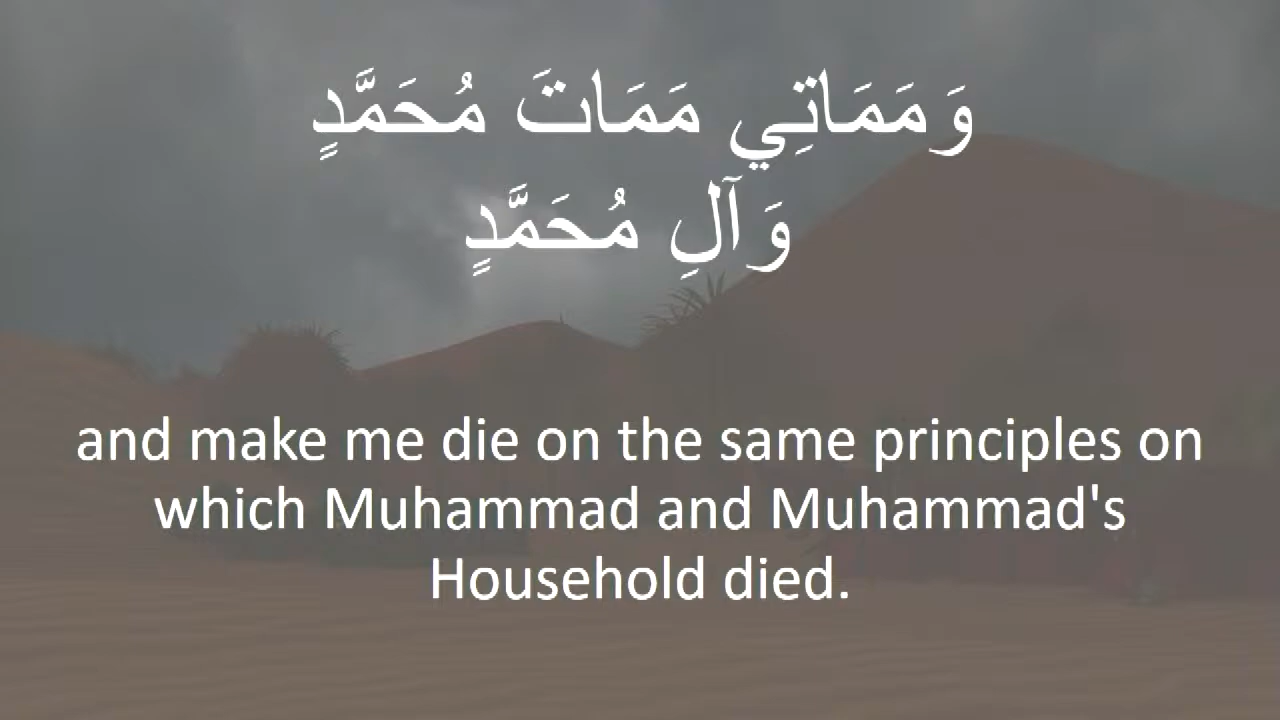 وَمَمَاتِي مَمَاتَ مُحَمَّدٍ
وَآلِ مُحَمَّدٍ
and make me die on the same principles on
which Muhammad and Muhammad's
Household died.